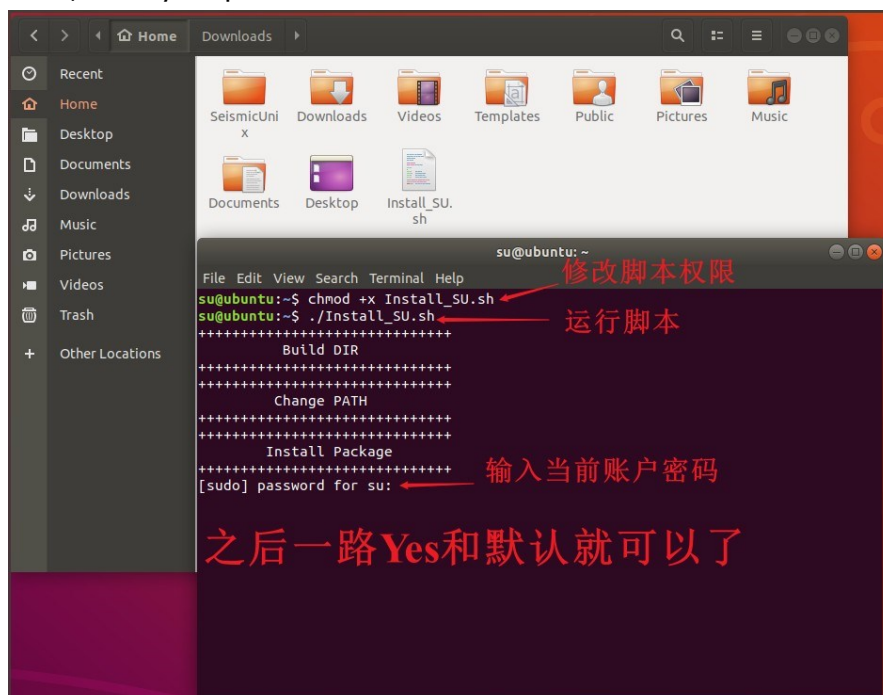 Home
Downloads
Recent
Home
Desktop
Documents
Downloads
Music
Pictures
Videos
Trash
Other Locations
SeismicUni
x
Downloads
Videos
Templates
Public
Pictures
Music
Documents
Desktop
Install_SU.
sh
su@ubuntu: ~
File Edit View Search Terminal Help
修改脚本权限
su@ubuntu:~$ chmod +x Install_SU.sh
su@ubuntu:~$ ./Install_SU.sh
运行脚本
++++++++++++++++++++++++++++++
Build DIR
++++++++++++++++++++++++++++++
++++++++++++++++++++++++++++++
Change PATH
++++++++++++++++++++++++++++++
++++++++++++++++++++++++++++++
Install Package
++++++++++++++++++++++++++++++
[sudo] password for su:
输入当前账户密码
之后一路Yes和默认就可以了